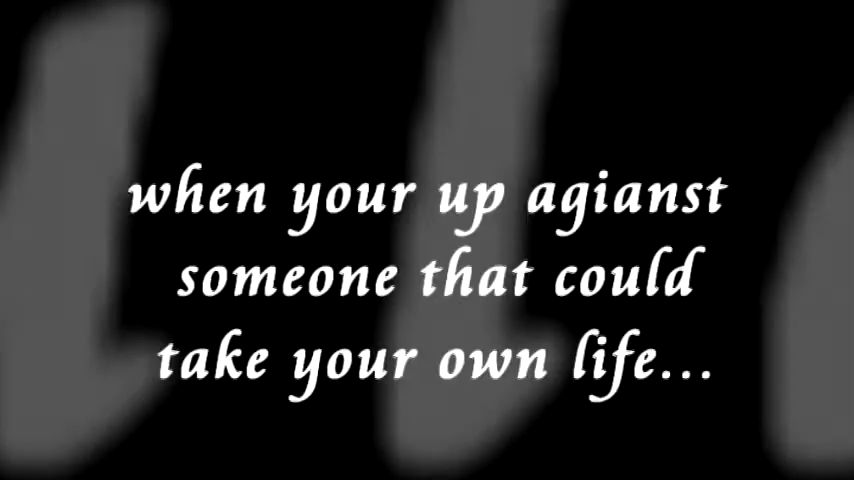 when your up agianst
someone that could
take your own life...